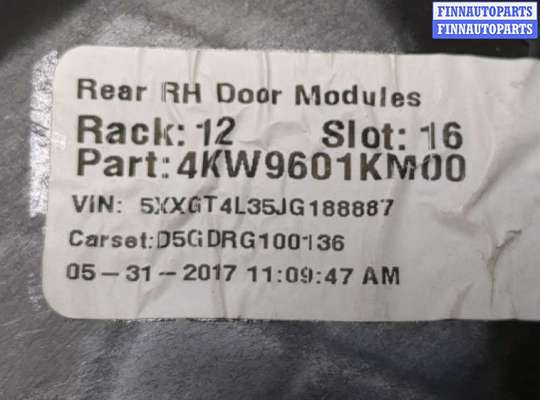 FINNAUTOPARTS
FINNAUTOPARTS
Rear RH Door Modules
Rack: 12 Slot: 16
Part: 4KW9601KM00
VIN: 5XXGT4L35JG188887
Carset:D5GDRG100136
05-31-2017 11:09:47 AM